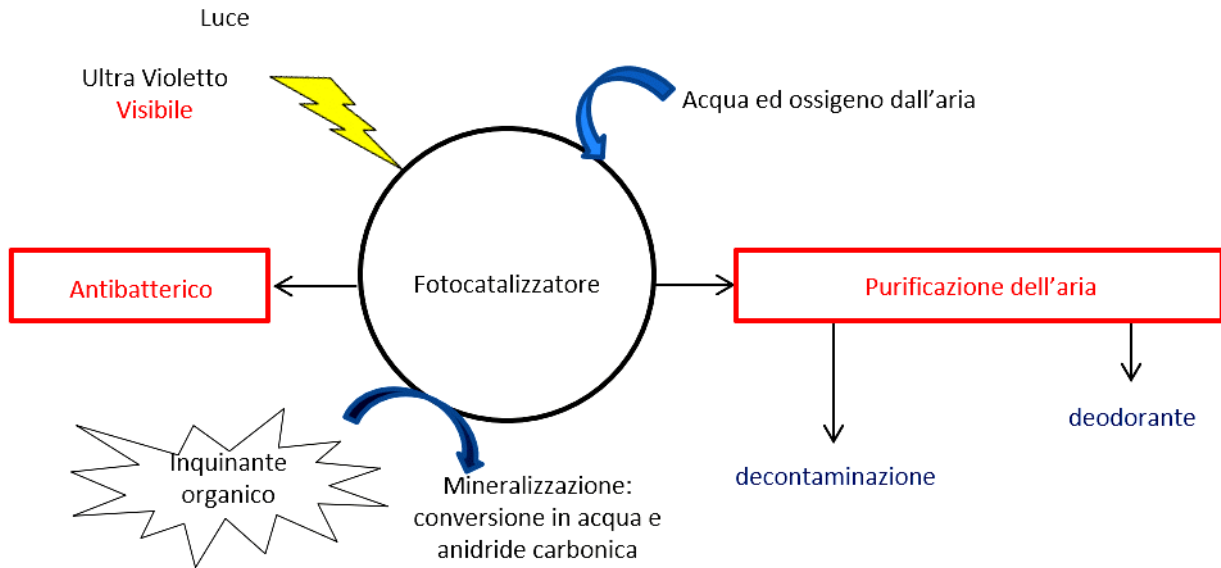 Luce
Ultra Violetto
Visibile
Acqua ed ossigeno dall’aria
Antibatterico
Fotocatalizzatore
Purificazione dell’aria
deodorante
decontaminazione
Inquinante
organico
Mineralizzazione:
conversione in acqua e
anidride carbonica